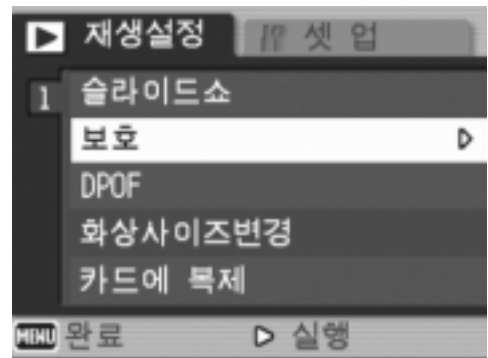 재생설정 셋 업
1 슬라이드쇼
보호
DPOF
화상사이즈변경
카드에 복제
MENU 완료 실행